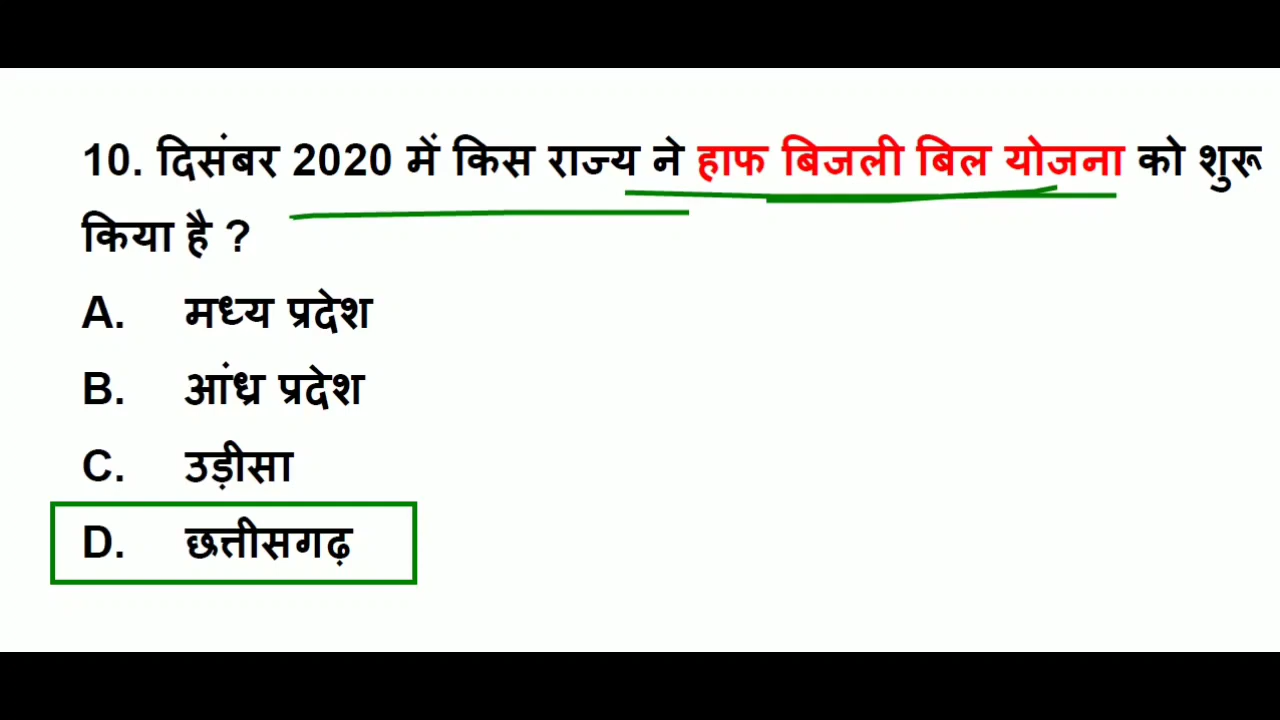 10. दिसंबर 2020 में किस राज्य ने हाफ बिजली बिल योजना को शुरू
किया है ?
A. मध्य प्रदेश
B. आंध्र प्रदेश
C. उड़ीसा
D. छत्तीसगढ़